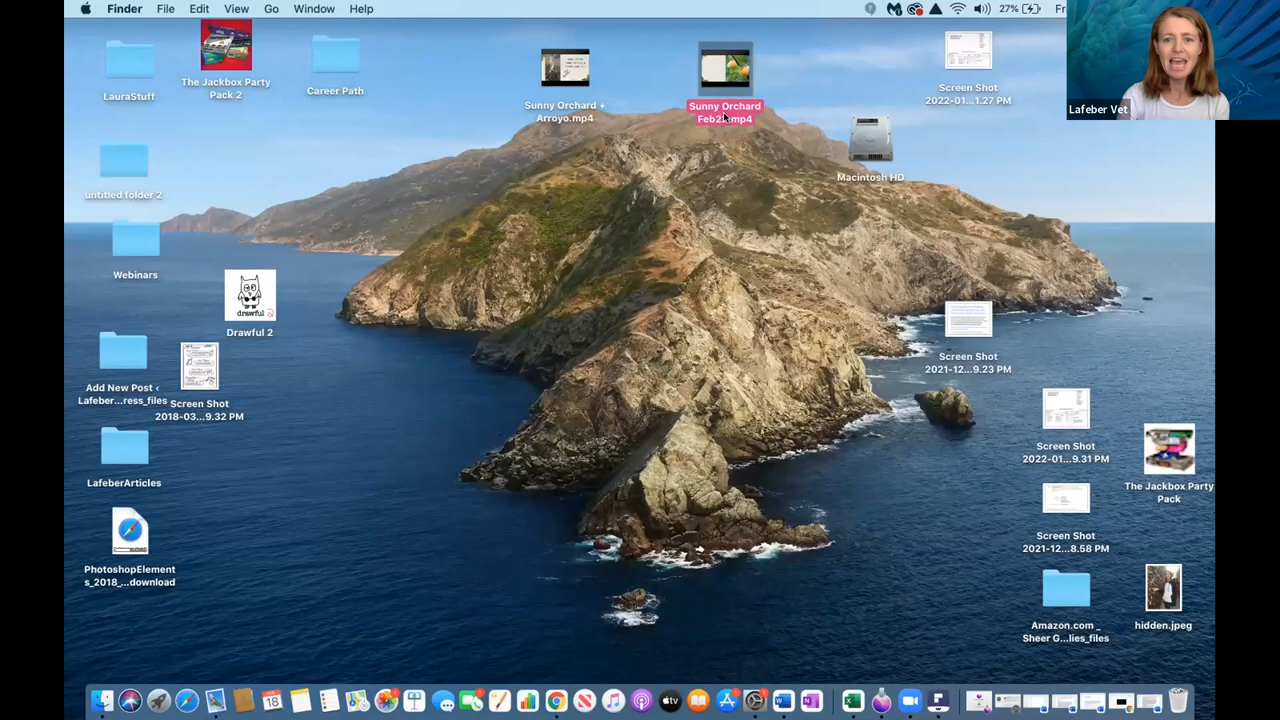 Finder File Edit View Go Window Help
27%
Fr
Lafeber Vet
LauraStuff
The Jackbox Party
Pack 2
Career Path
Sunny Orchard +
Arroyo.mp4
Sunny Orchard
Screen Shot
2022-01...1.27 PM
Macintosh HD
untitled folder 2
Webinars
drawful
Drawful 2
Add New Post ‹
Lafeber...ress_files
Screen Shot
2018-03...9.32 PM
Screen Shot
2021-12...9.23 PM
LafeberArticles
Screen Shot
2022-01...9.31 PM
The Jackbox Party
Pack
PhotoshopElement
s_2018_...download
Screen Shot
2021-12...8.58 PM
Amazon.com_
Sheer G...lies_files
hidden.jpeg
18
tv